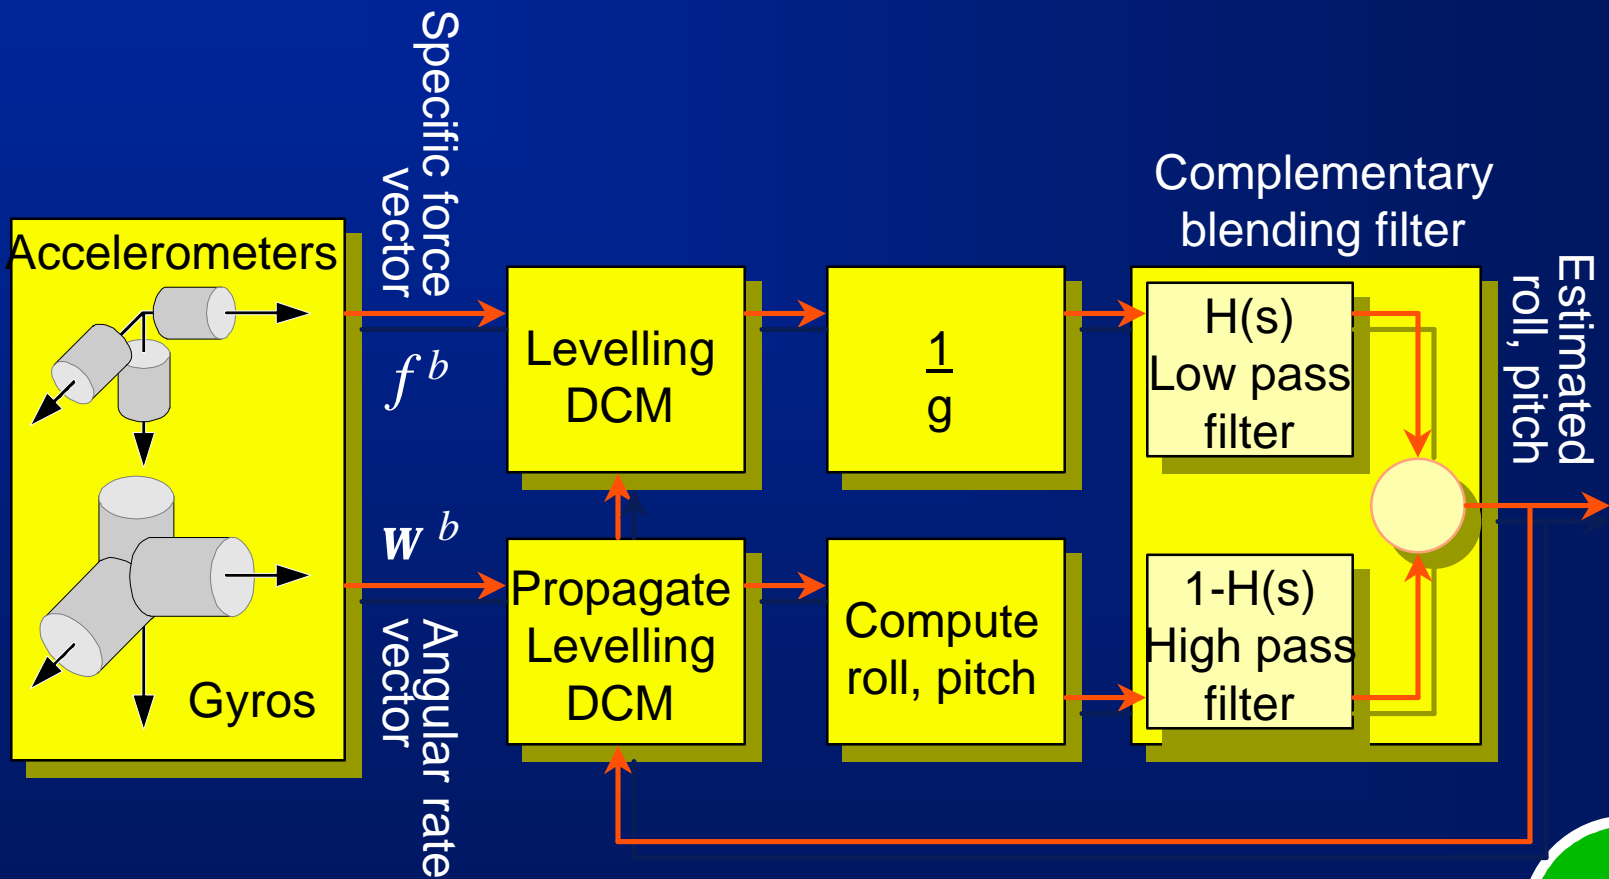 Specific force
vector
Complementary
blending filter
Accelerometers
Estimated
roll, pitch
f b
Levelling
DCM
1
g
H(s)
Low pass
filter
W b
Propagate
Levelling
DCM
Compute
roll, pitch
1-H(s)
High pass
filter
Gyros
Angular rate
vector